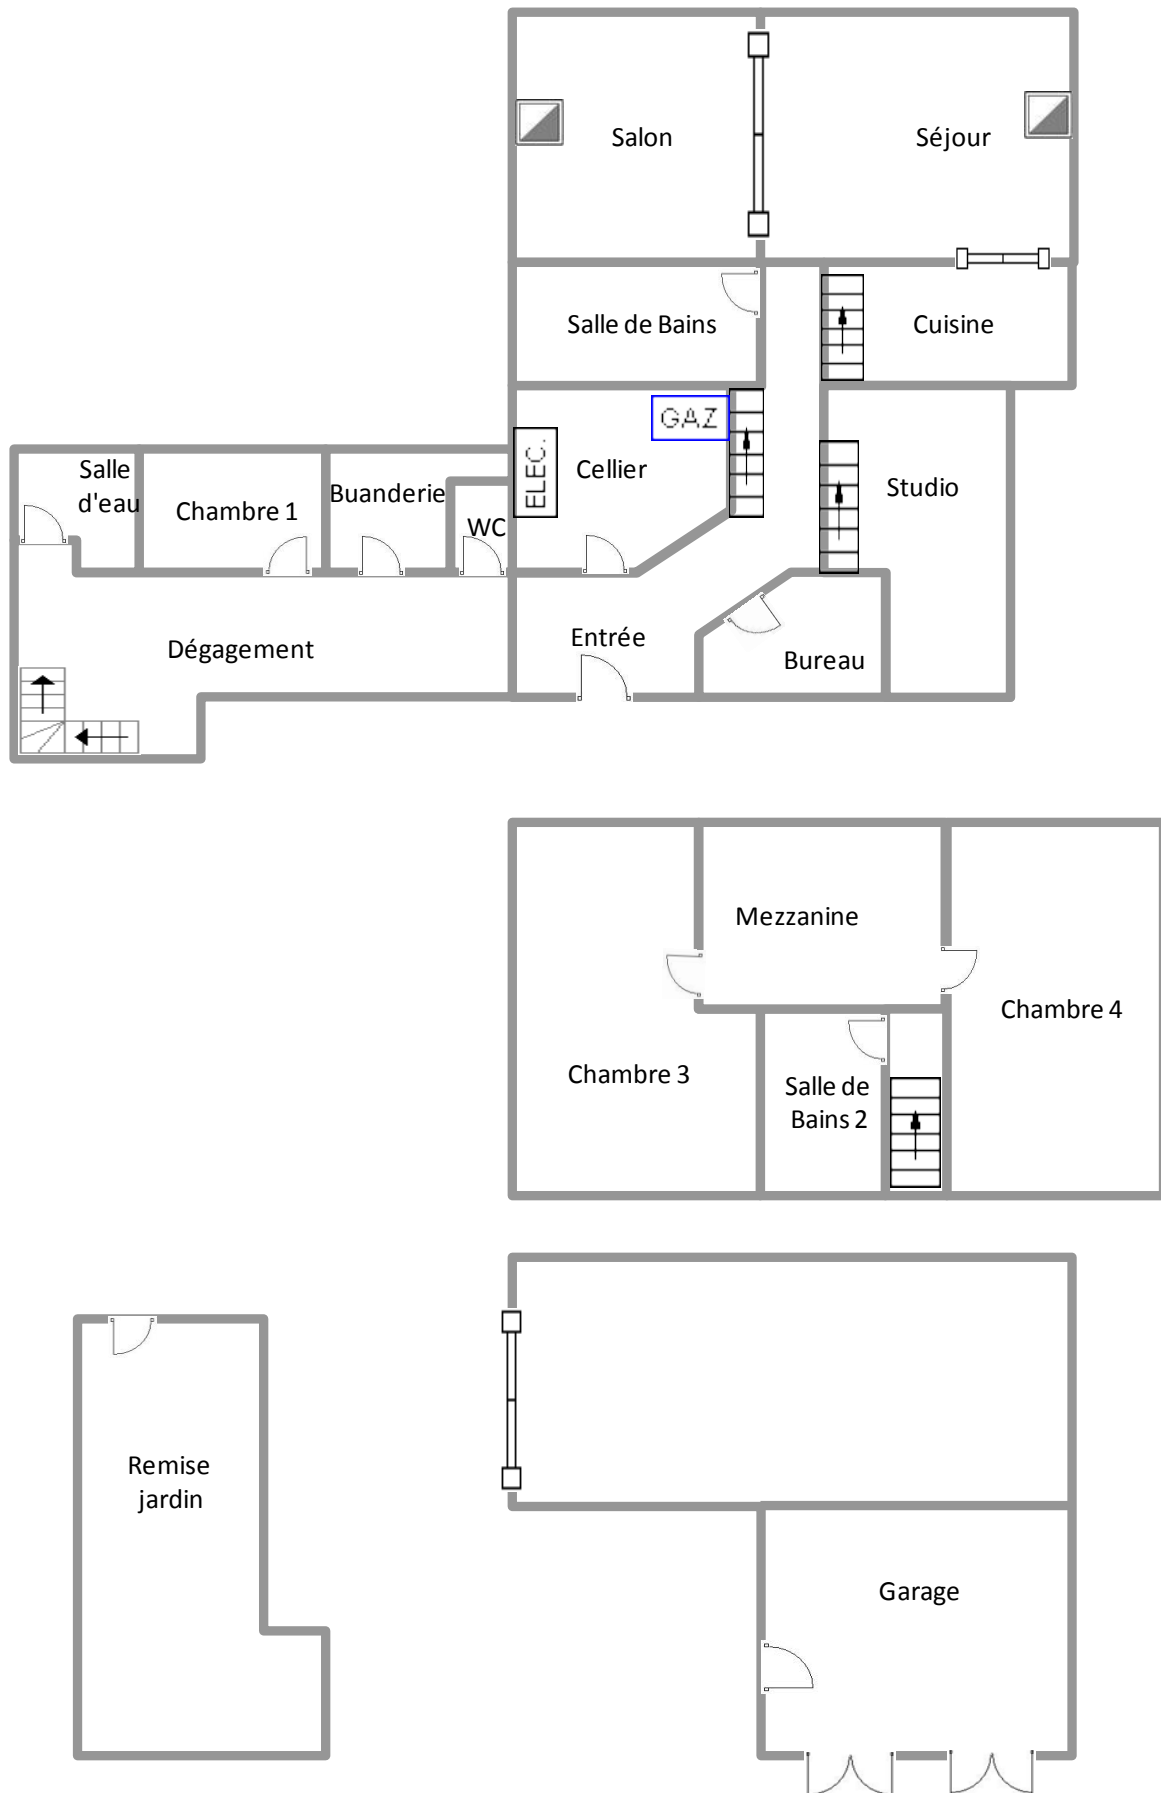 Salon
Séjour
Salle de Bains
Cuisine
GAZ
ELEC.
Cellier
Studio
Salle
d'eau
Chambre 1
Buanderie
WC
Dégagement
Entrée
Bureau
Mezzanine
Chambre 4
Chambre 3
Salle de
Bains 2
Remise
jardin
Garage